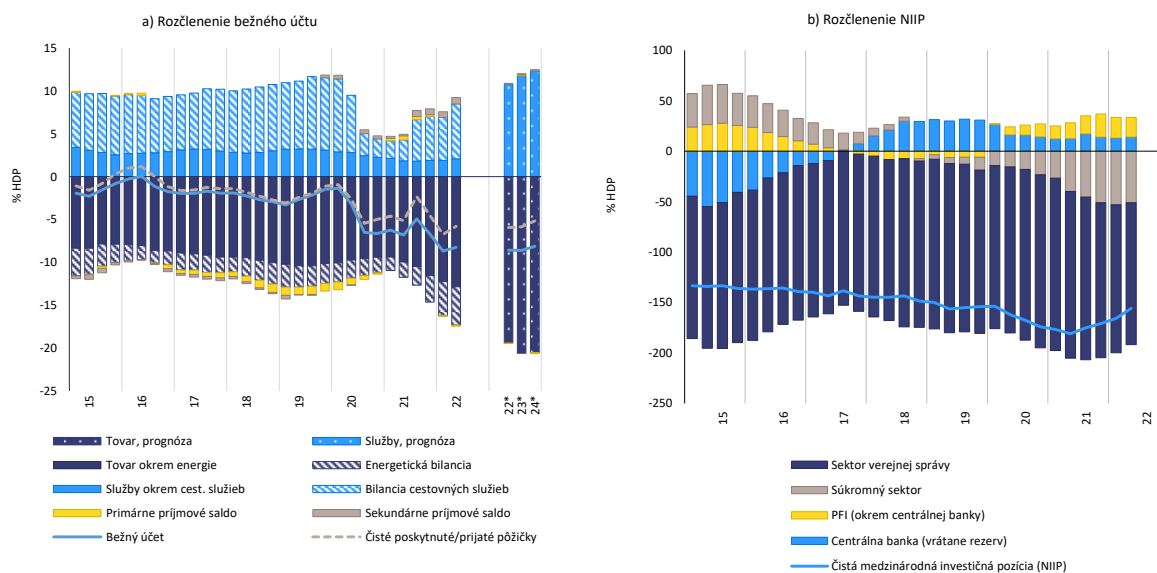 a) Rozčlenenie bežného účtu
% HDP
15
10
5
0
-5
-10
-15
-20
-25
15
16
17
18
19
20
21
22
22*
23*
24*
Tovar, prognóza
Služby, prognóza
Tovar okrem energie
Energetická bilancia
Služby okrem cest. služieb
Bilancia cestovných služieb
Primárne príjmové saldo
Sekundárne príjmové saldo
Bežný účet
Čisté poskytnuté/prijaté pôžičky
b) Rozčlenenie NIIP
% HDP
100
50
0
-50
-100
-150
-200
-250
15
16
17
18
19
20
21
22
Sektor verejnej správy
Súkromný sektor
PFI (okrem centrálnej banky)
Centrálna banka (vrátane rezerv)
Čistá medzinárodná investičná pozícia (NIIP)